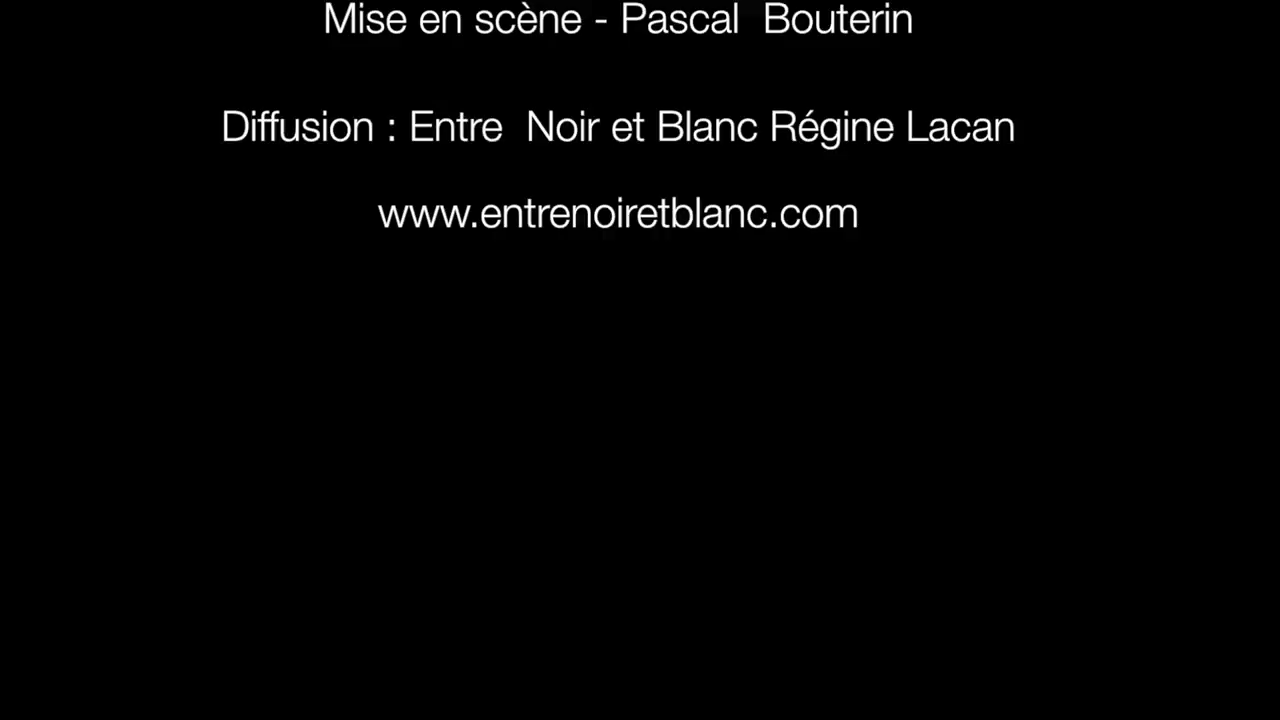 Mise en scène - Pascal  Bouterin
Diffusion : Entre  Noir et Blanc Régine Lacan
www.entrenoiretblanc.com